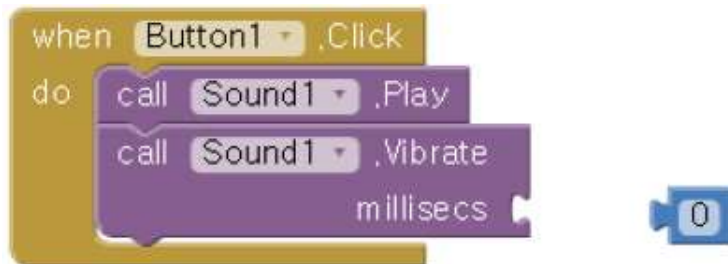 when Button1 .Click
do call Sound1 .Play
call Sound1 .Vibrate
millisecs 0